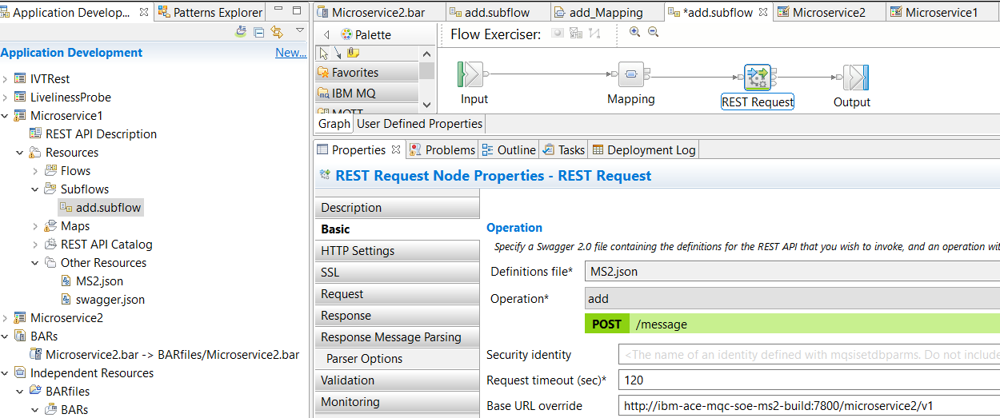 Application Develop...
Patterns Explorer
Application Development
New...
IVTRest
LivelinessProbe
Microservice1
REST API Description
Resources
Flows
Subflows
add.subflow
Maps
REST API Catalog
Other Resources
MS2.json
swagger.json
Microservice2
BARs
Microservice2.bar -> BARfiles/Microservice2.bar
Independent Resources
BARfiles
BARs
Microservice2.bar
add.subflow
add_Mapping
*add.subflow
Microservice2
Microservice1
Palette
Flow Exerciser:
Favorites
IBM MQ
MQTT
Input
Mapping
REST Request
Output
Graph
User Defined Properties
Properties
Problems
Outline
Tasks
Deployment Log
REST Request Node Properties - REST Request
Description
Basic
HTTP Settings
SSL
Request
Response
Response Message Parsing
Parser Options
Validation
Monitoring
Operation
Specify a Swagger 2.0 file containing the definitions for the REST API that you wish to invoke, and an operation wit
Definitions file*
MS2.json
Operation*
add
POST /message
Security identity
<The name of an identity defined with mqsisetdbparms. Do not include
Request timeout (sec)*
120
Base URL override
http://ibm-ace-mqc-soe-ms2-build:7800/microservice2/v1